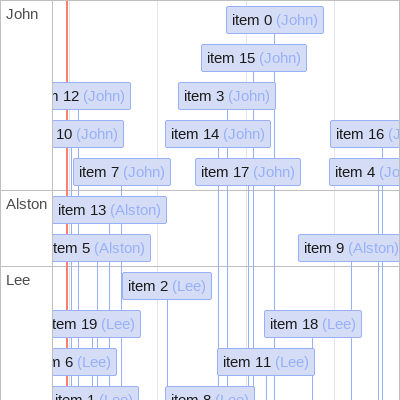 John
item 0 (John)
item 15 (John)
12 (John)
item 3 (John)
10 (John)
item 14 (John)
item 16
item 7 (John)
item 17 (John)
item 4
Alston
item 13 (Alston)
5 (Alston)
item 9 (Alston)
Lee
item 2 (Lee)
19 (Lee)
item 18 (Lee)
6 (Lee)
item 11 (Lee)
item 1 (Lee)
item 8 (Lee)